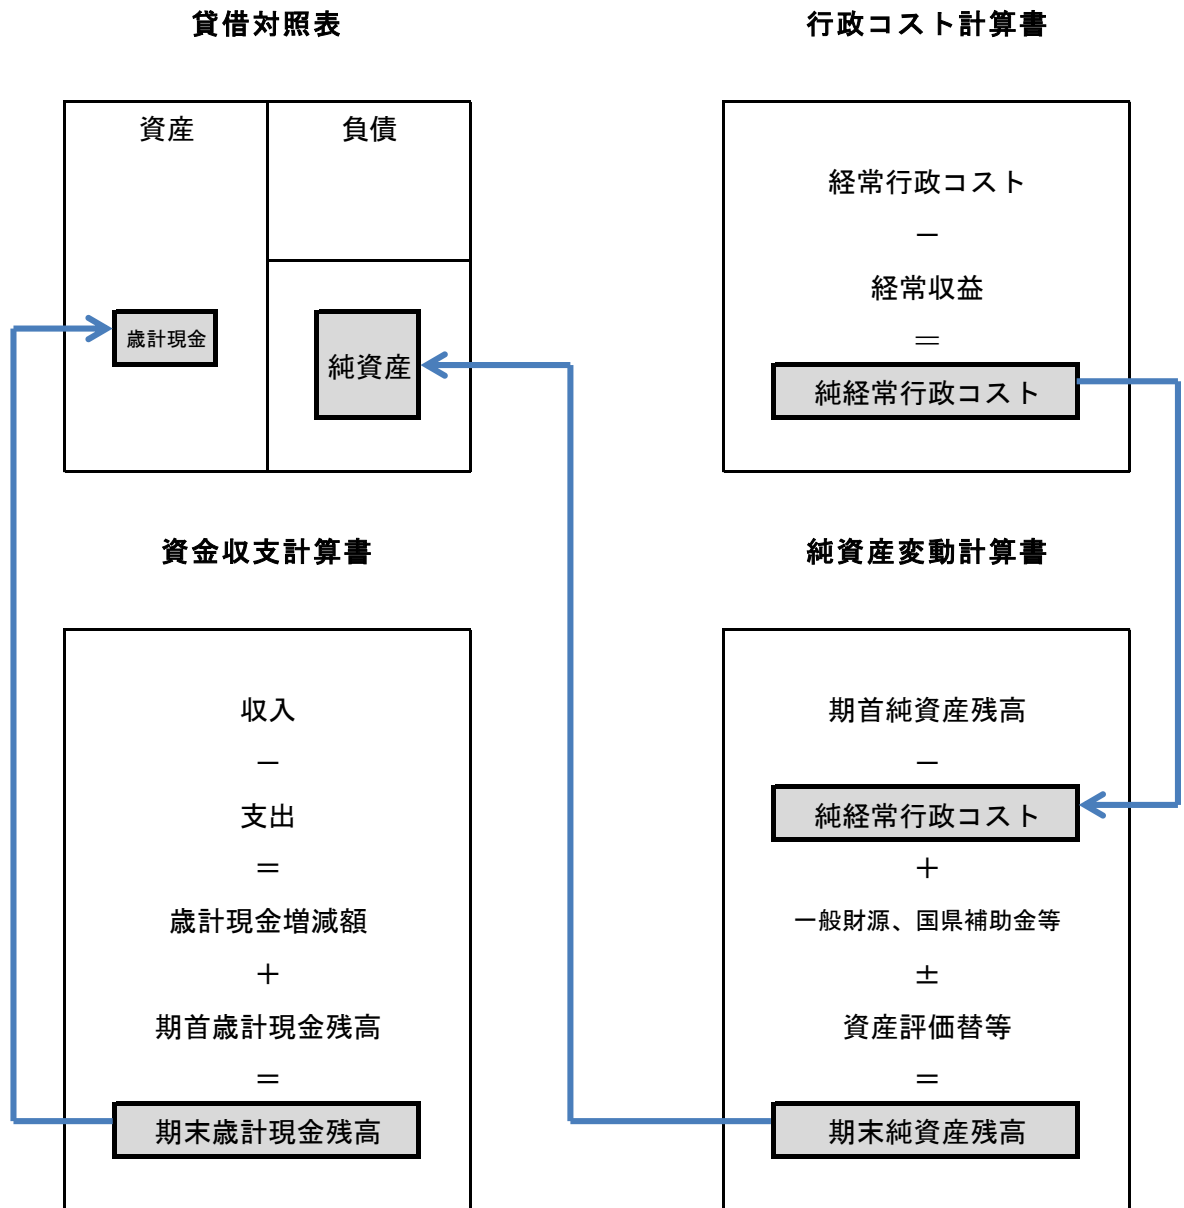 貸借対照表
資産
負債
歳計現金
純資産
行政コスト計算書
経常行政コスト
－
経常収益
＝
純経常行政コスト
資金収支計算書
収入
－
支出
＝
歳計現金増減額
＋
期首歳計現金残高
＝
期末歳計現金残高
純資産変動計算書
期首純資産残高
－
純経常行政コスト
＋
一般財源、国県補助金等
±
資産評価替等
＝
期末純資産残高